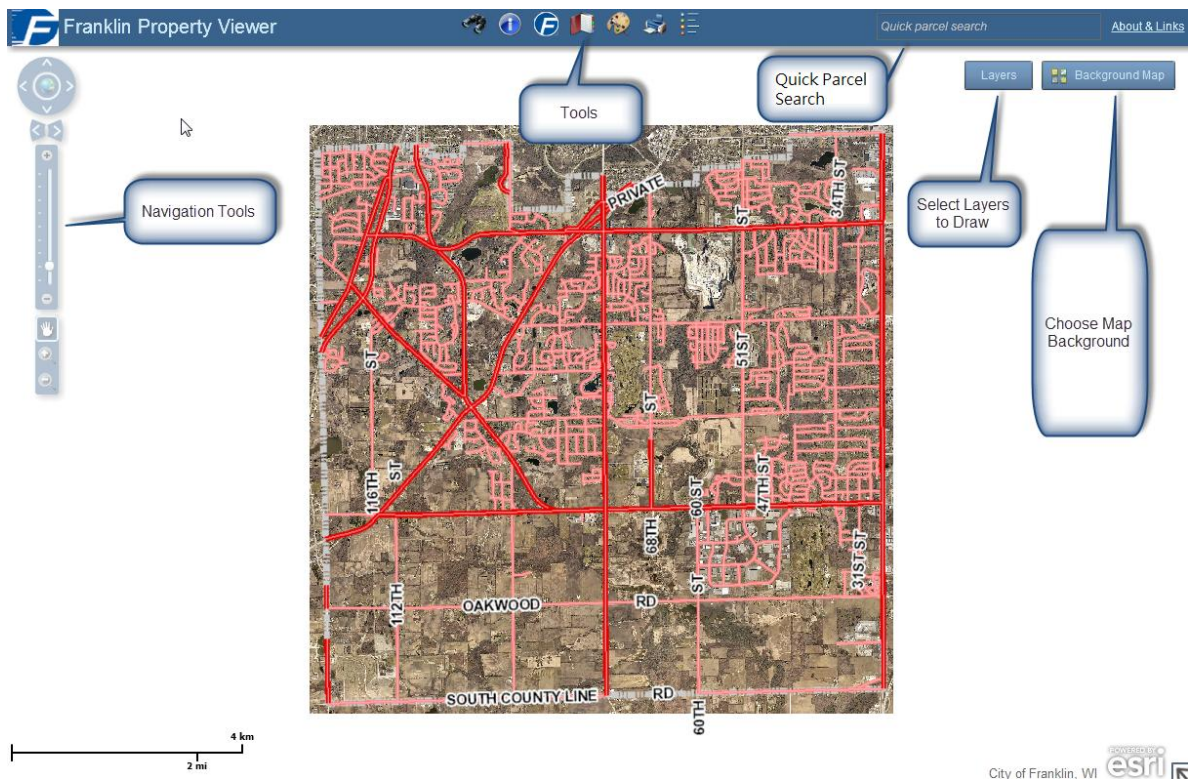 F Franklin Property Viewer
Quick parcel search
About & Links
Layers
Background Map
Quick Parcel
Search
Tools
Navigation Tools
Select Layers
to Draw
Choose Map
Background
PRIVATE
34TH ST
ST
51ST
ST
ST
116TH
ST
68TH
60 ST
47TH ST
31ST ST
112TH
OAKWOOD RD
ST
SOUTH COUNTY LINE RD
60TH
4 km
2 mi
City of Franklin, WI
POWERED BY
esri